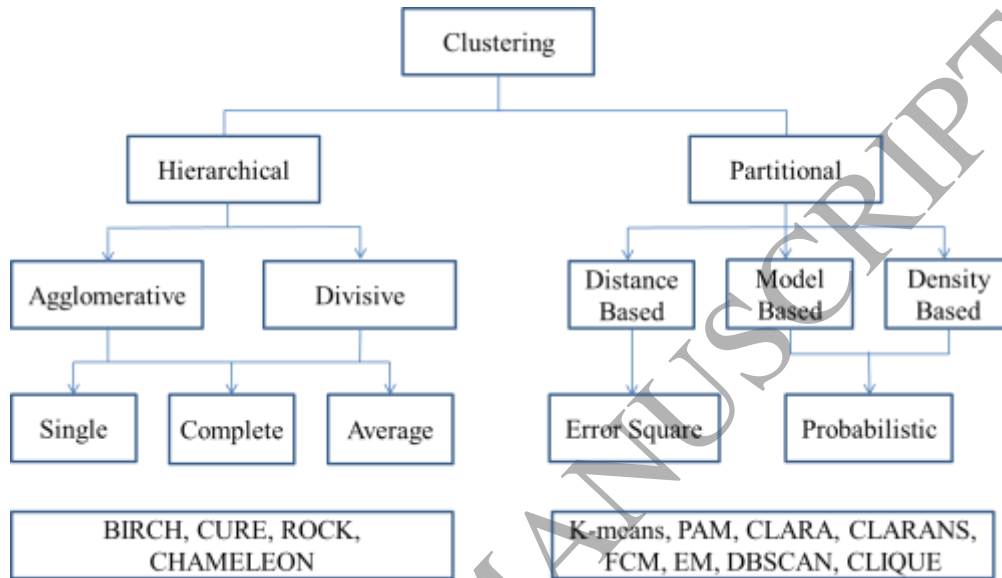 Clustering
Hierarchical
Partitional
Agglomerative
Divisive
Distance
Based
Model
Based
Density
Based
Single
Complete
Average
Error Square
Probabilistic
BIRCH, CURE, ROCK,
CHAMELEON
K-means, PAM, CLARA, CLARANS,
FCM, EM, DBSCAN, CLIQUE
MANUSCRIPT